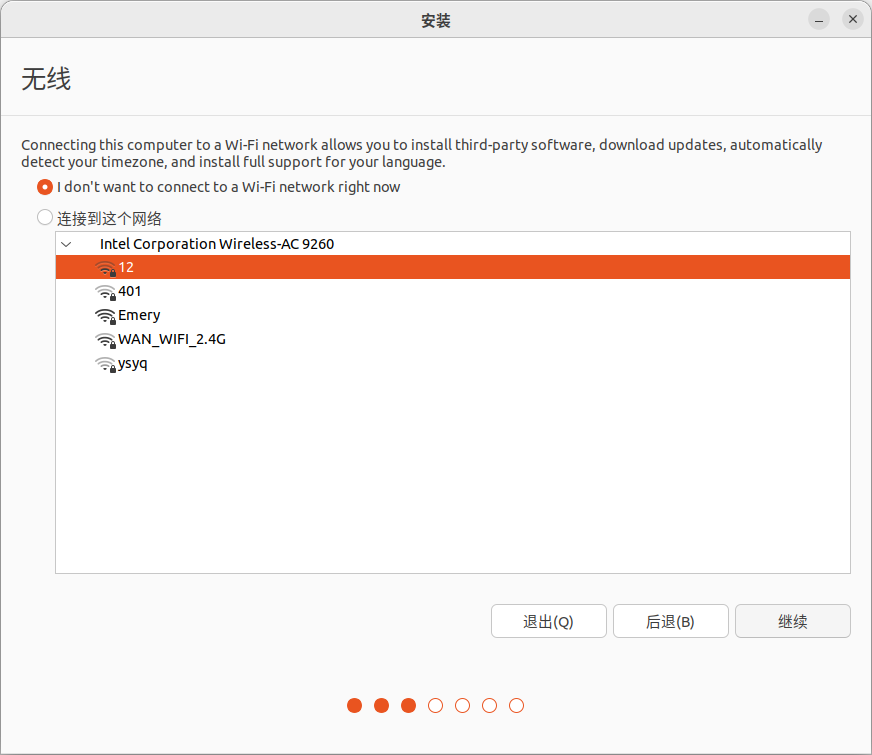 安装
无线
Connecting this computer to a Wi-Fi network allows you to install third-party software, download updates, automatically
detect your timezone, and install full support for your language.
I don't want to connect to a Wi-Fi network right now
连接到这个网络
Intel Corporation Wireless-AC 9260
12
401
Emery
WAN_WIFI_2.4G
ysyq
退出(Q) 后退(B) 继续